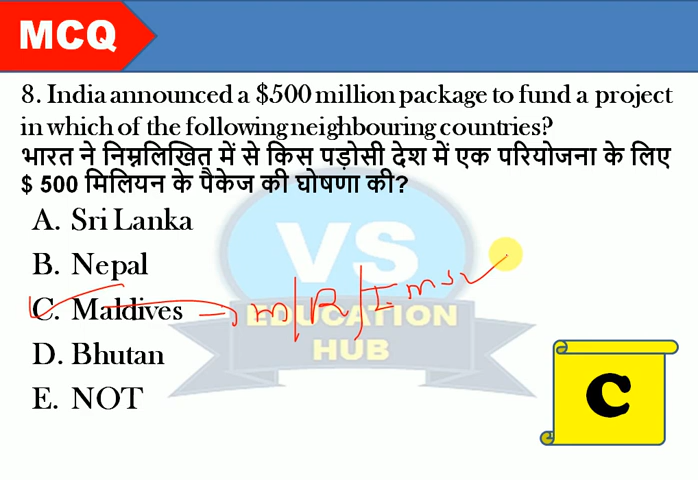 MCQ
8. India announced a $500 million package to fund a project
in which of the following neighbouring countries?
भारत ने निम्नलिखित में से किस पड़ोसी देश में एक परियोजना के लिए
$ 500 मिलियन के पैकेज की घोषणा की?
A. Sri Lanka
B. Nepal
C. Maldives
D. Bhutan
E. NOT
VS
EDUCATION
HUB
C